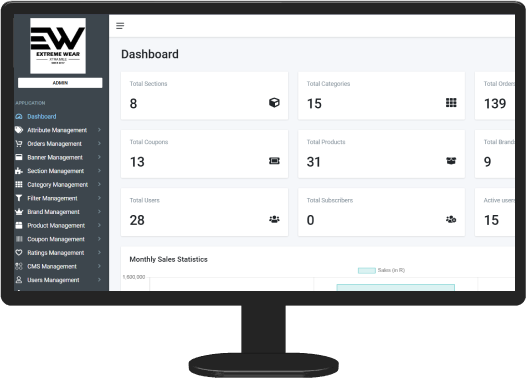 EW
EXTREME WEAR
ADMIN
APPLICATION
Dashboard
Attribute Management
Orders Management
Banner Management
Section Management
Category Management
Filter Management
Brand Management
Product Management
Coupon Management
Ratings Management
CMS Management
Users Management
Dashboard
Total Sections
8
Total Categories
15
Total Orders
139
Total Coupons
13
Total Products
31
Total Brand
9
Total Users
28
Total Subscribers
0
Active users
15
Monthly Sales Statistics
Sales (in R)
1,600,000